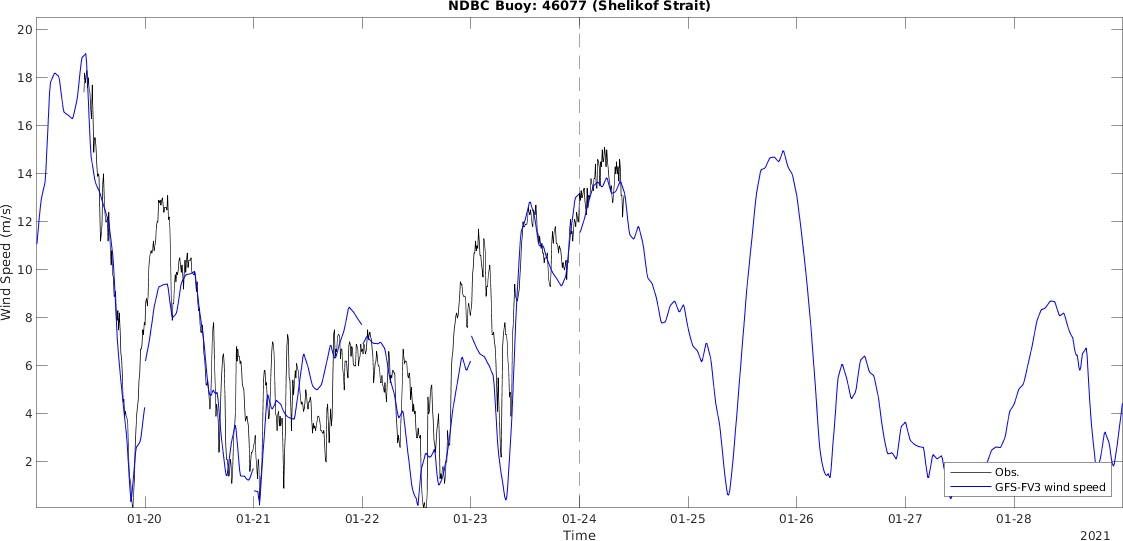 NDBC Buoy: 46077 (Shelikof Strait)
20
18
16
14
12
10
8
6
4
2
Wind Speed (m/s)
01-20 01-21 01-22 01-23 01-24 01-25 01-26 01-27 01-28
Time
2021
Obs.
GFS-FV3 wind speed